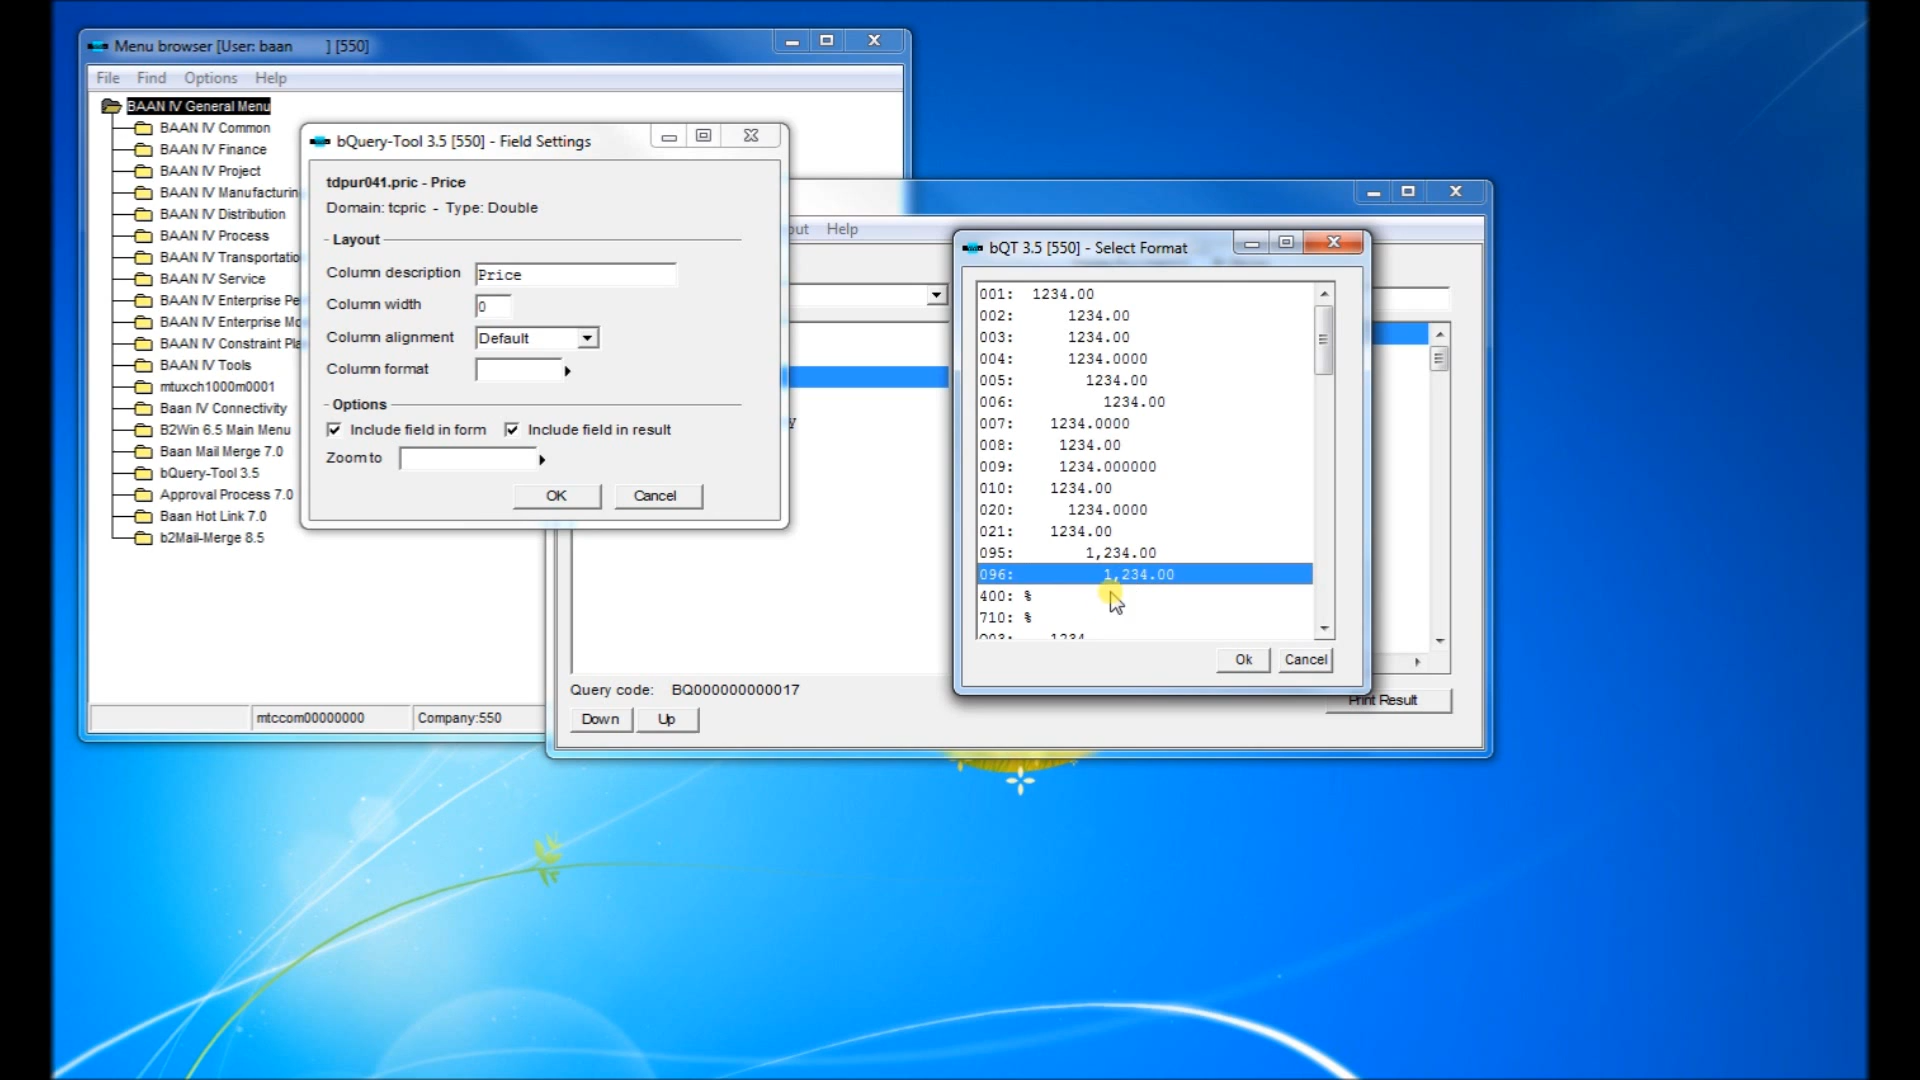 Menu browser [User: baan ] [550]
File Find Options Help
BAAN IV General Menu
BAAN IV Common
BAAN IV Finance
BAAN IV Project
BAAN IV Manufacturin
BAAN IV Distribution
BAAN IV Process
BAAN IV Transportatio
BAAN IV Service
BAAN IV Enterprise Pe
BAAN IV Enterprise Mo
BAAN IV Constraint Pla
BAAN IV Tools
mtuxch1000m0001
Baan IV Connectivity
B2Win 6.5 Main Menu
Baan Mail Merge 7.0
bQuery-Tool 3.5
Approval Process 7.0
Baan Hot Link 7.0
b2Mail-Merge 8.5
mtccom00000000 Company:550
bQuery-Tool 3.5 [550] - Field Settings
tdpur041.pric - Price
Domain: tcpric - Type: Double
Layout
Column description Price
Column width 0
Column alignment Default
Column format
Options
Include field in form Include field in result
Zoom to
OK Cancel
out Help
y
Query code: BQ000000000017
Down Up
Print Result
bQT 3.5 [550] - Select Format
001: 1234.00
002: 1234.00
003: 1234.00
004: 1234.0000
005: 1234.00
006: 1234.00
007: 1234.0000
008: 1234.00
009: 1234.000000
010: 1234.00
020: 1234.0000
021: 1234.00
095: 1,234.00
096: 1,234.00
400: %
710: %
Ok Cancel